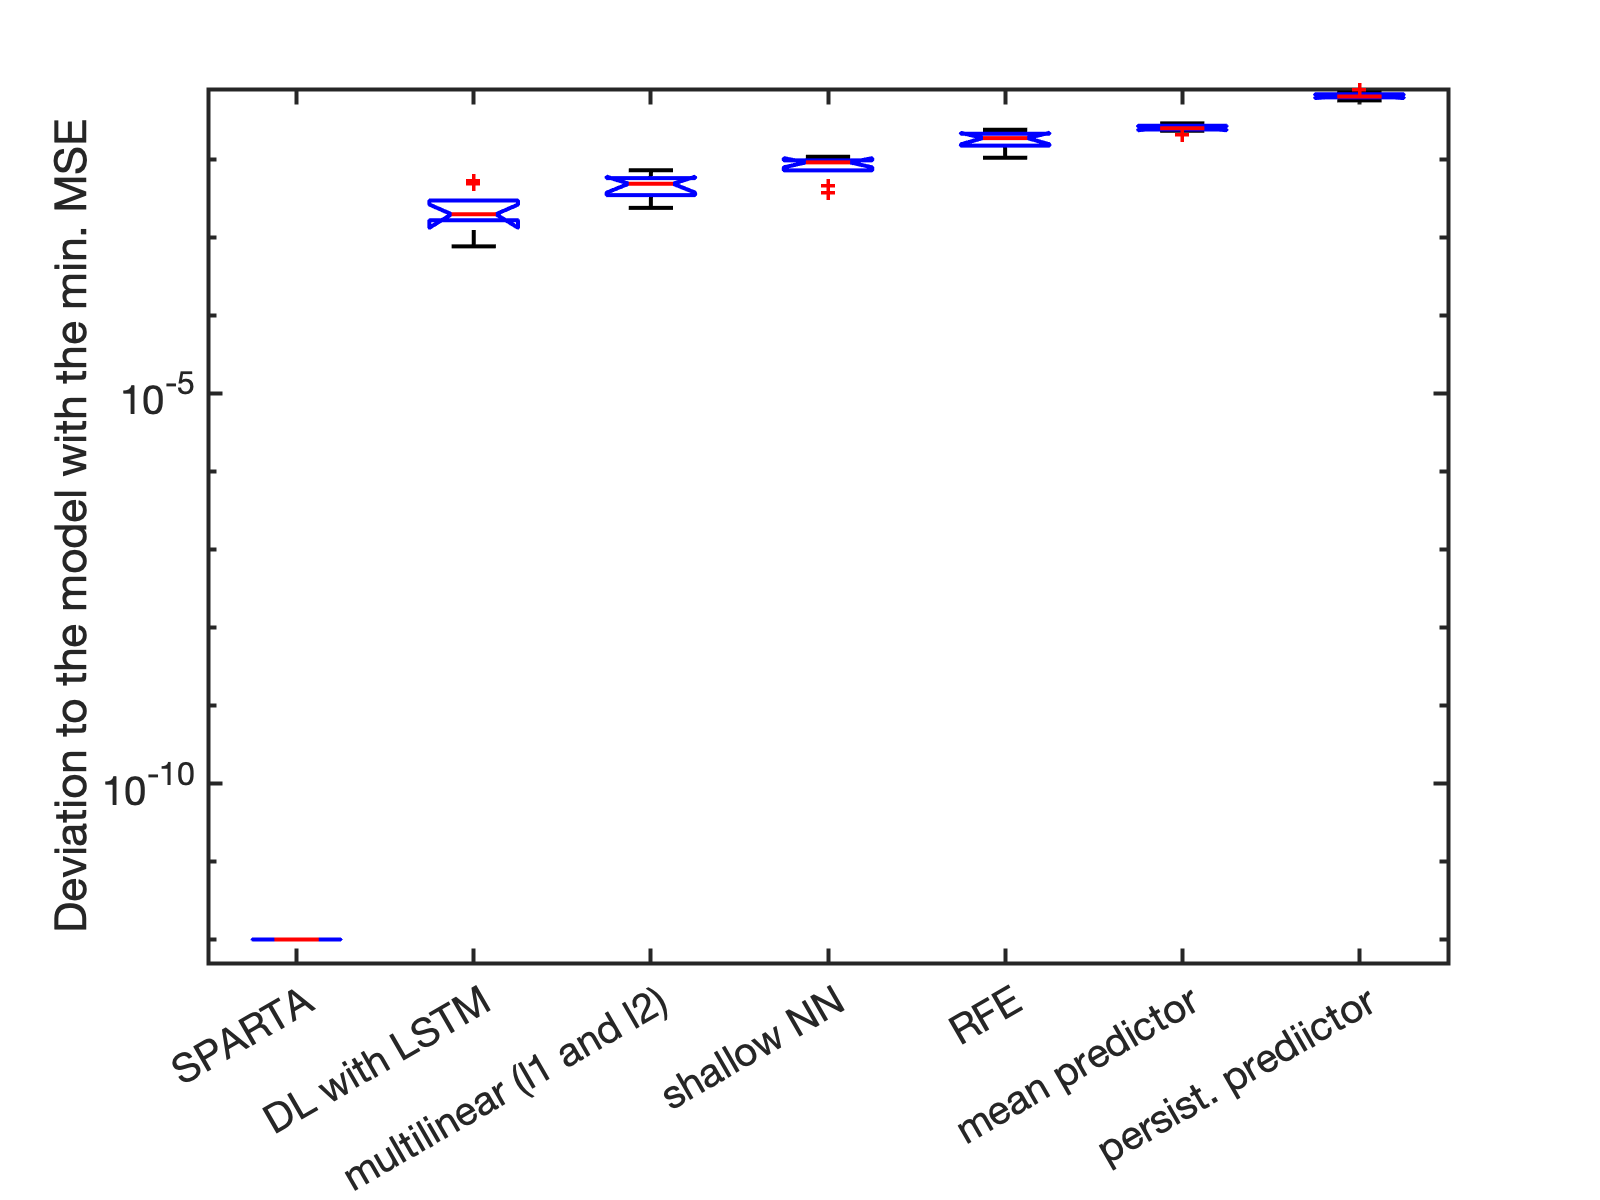 Deviation to the model with the min. MSE
10^-5
10^-10
SPARTA
DL with LSTM
multilinear (l1 and l2)
shallow NN
RFE
mean predictor
persist. prediictor